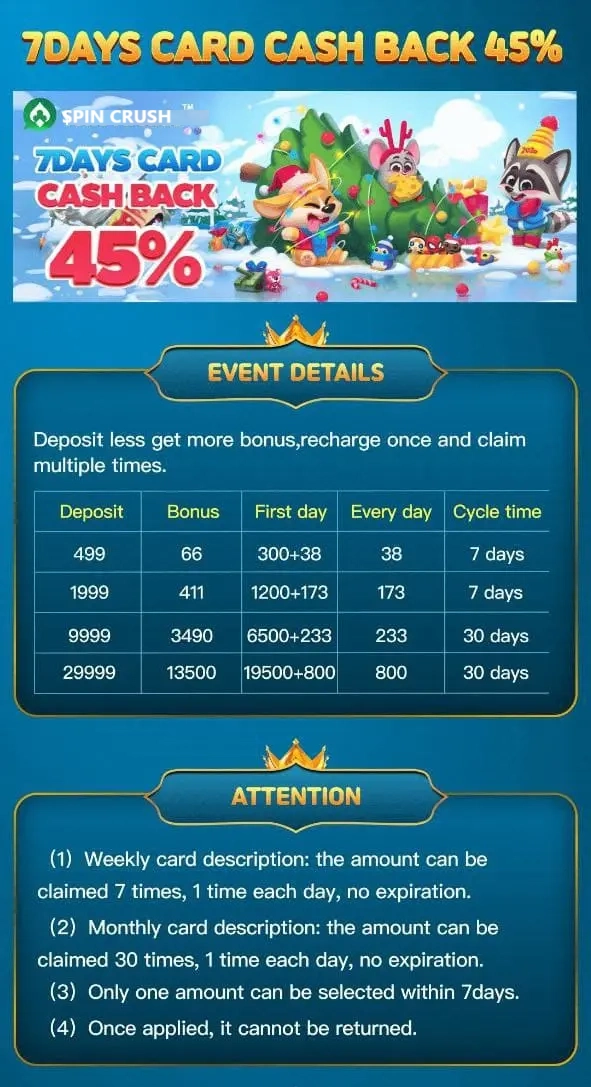 7DAYS CARD CASH BACK 45%
$PIN CRUSH TM
7DAYS CARD
CASH BACK
45%
EVENT DETAILS
Deposit less get more bonus,recharge once and claim
multiple times.
Deposit Bonus First day Every day Cycle time
499 66 300+38 38 7 days
1999 411 1200+173 173 7 days
9999 3490 6500+233 233 30 days
29999 13500 19500+800 800 30 days
ATTENTION
(1) Weekly card description: the amount can be
claimed 7 times, 1 time each day, no expiration.
(2) Monthly card description: the amount can be
claimed 30 times, 1 time each day, no expiration.
(3) Only one amount can be selected within 7days.
(4) Once applied, it cannot be returned.